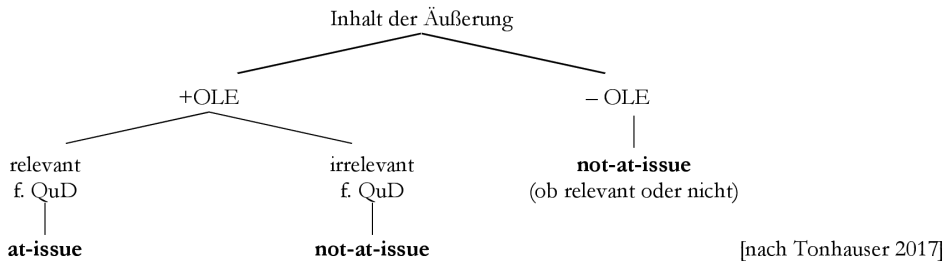 Inhalt der Äußerung
+OLE
– OLE
relevant
f. QuD
irrelevant
f. QuD
not-at-issue
(ob relevant oder nicht)
at-issue
not-at-issue
[nach Tonhauser 2017]